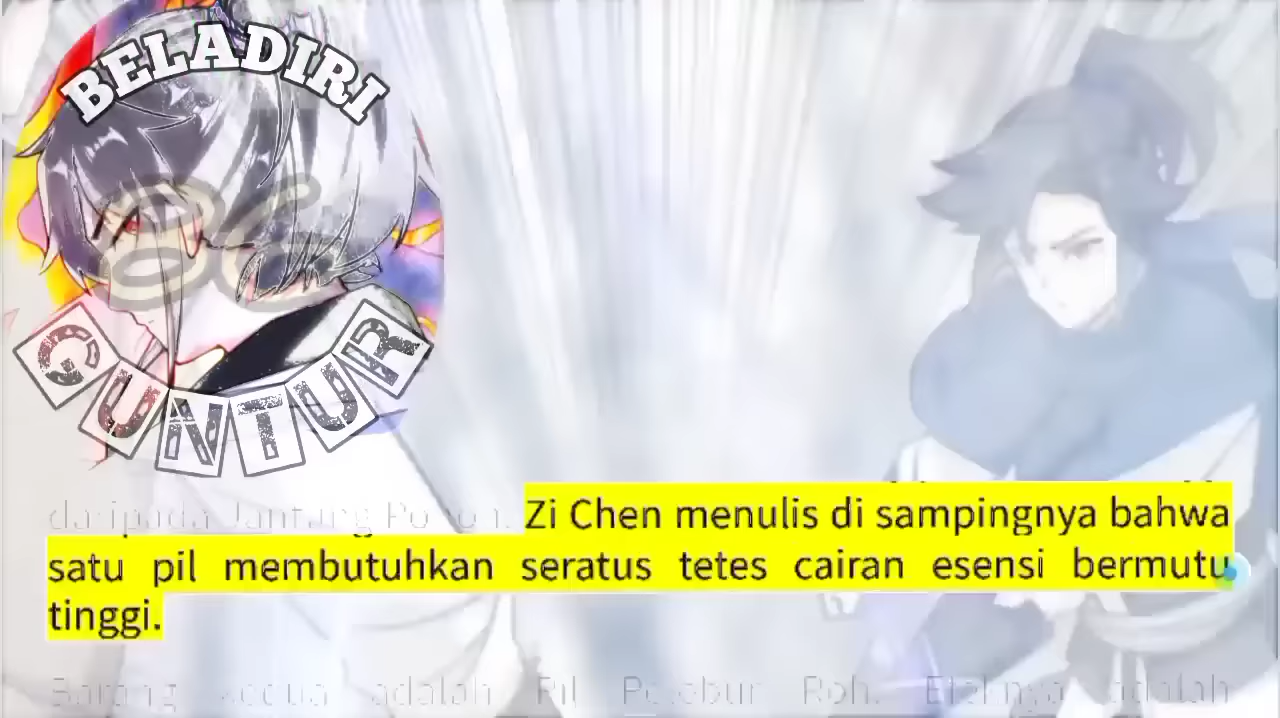 BELADIRI
GUNTUR
daripada Jantung Pohon. Zi Chen menulis di sampingnya bahwa
satu pil membutuhkan seratus tetes cairan esensi bermutu
tinggi.
Barang kedua adalah Pil Pelebur Roh. Efeknya adalah